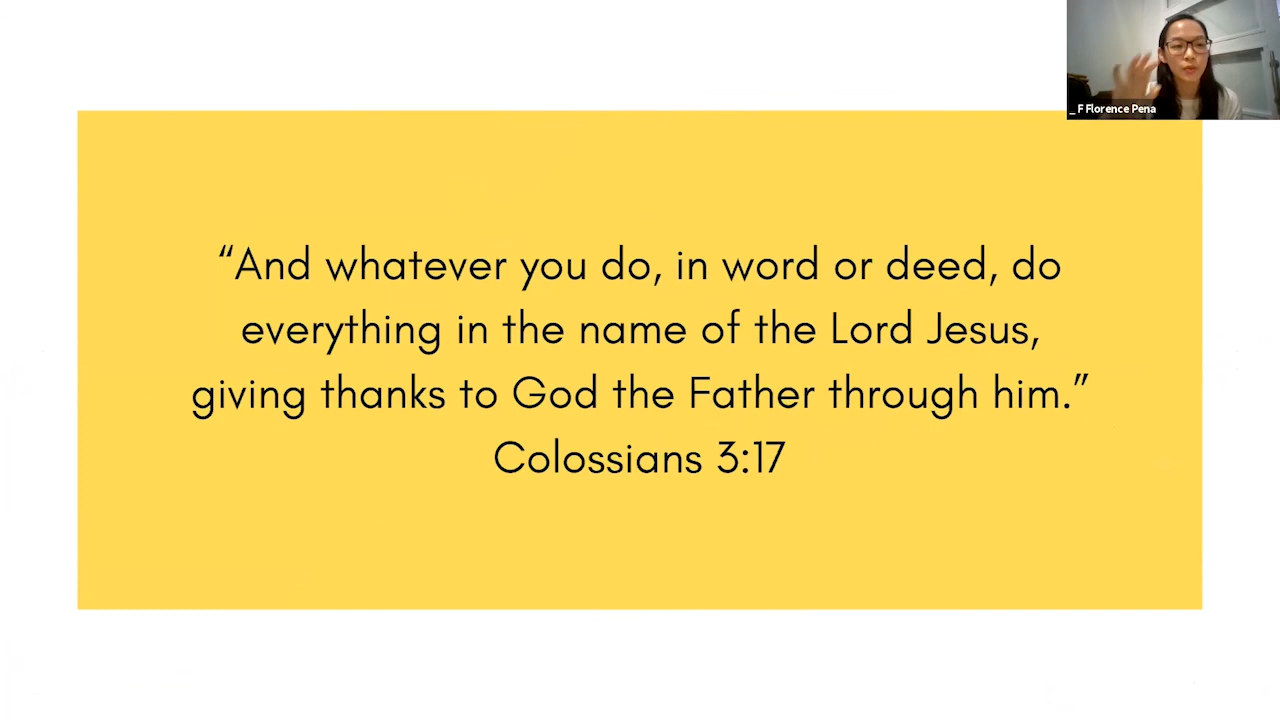 _ F Florence Pena
“And whatever you do, in word or deed, do
everything in the name of the Lord Jesus,
giving thanks to God the Father through him.”
Colossians 3:17